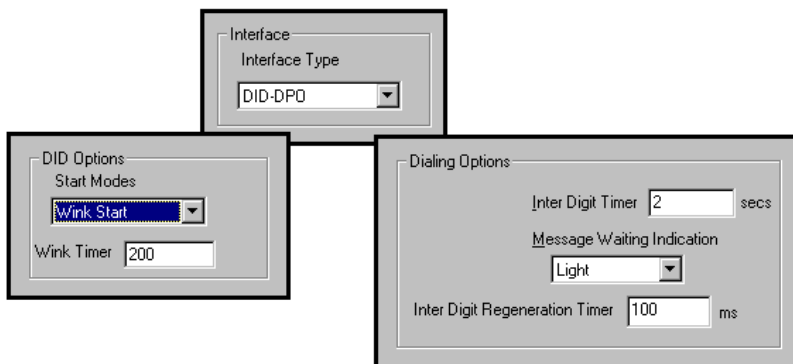 Interface
Interface Type
DID-DPO
DID Options
Start Modes
Wink Start
Wink Timer 200
Dialing Options
Inter Digit Timer 2 secs
Message Waiting Indication
Light
Inter Digit Regeneration Timer 100 ms